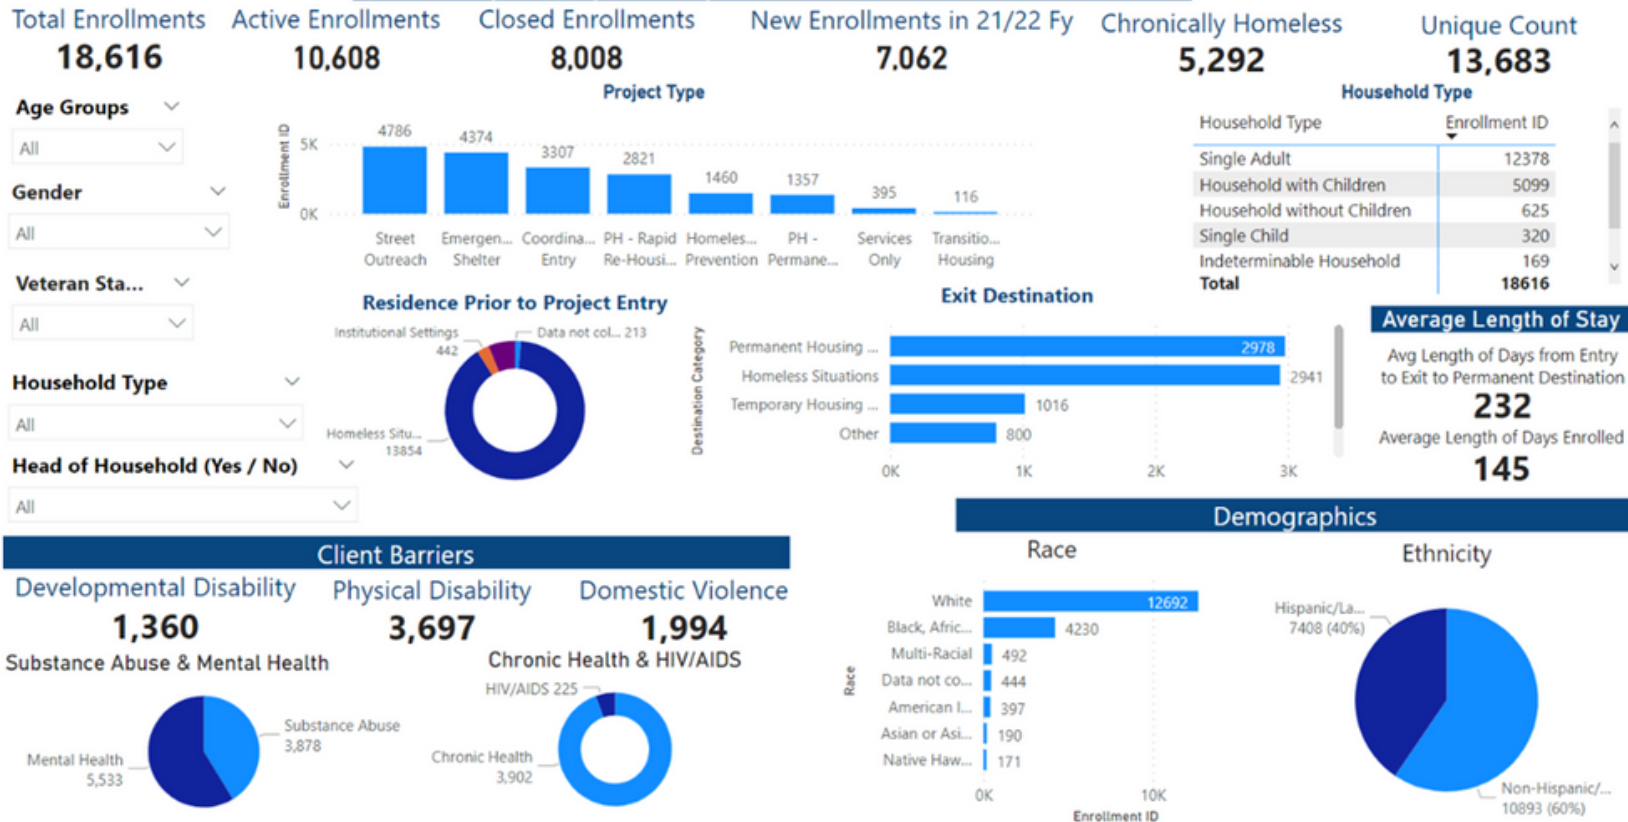 Total Enrollments
18,616
Active Enrollments
10,608
Closed Enrollments
8,008
New Enrollments in 21/22 Fy
7,062
Chronically Homeless
5,292
Unique Count
13,683
Age Groups
All
Gender
All
Veteran Sta...
All
Household Type
All
Head of Household (Yes / No)
All
Project Type
Enrollment ID
5K
0K
4786
4374
3307
2821
1460
1357
395
116
Street
Outreach
Emergen...
Shelter
Coordina...
Entry
PH - Rapid
Re-Housi...
Homeles...
Prevention
PH -
Permane...
Services
Only
Transitio...
Housing
Household Type
Household Type Enrollment ID
Single Adult 12378
Household with Children 5099
Household without Children 625
Single Child 320
Indeterminable Household 169
Total 18616
Residence Prior to Project Entry
Institutional Settings
442
Data not col... 213
Homeless Situ...
13854
Exit Destination
Destination Category
Permanent Housing ... 2978
Homeless Situations 2941
Temporary Housing ... 1016
Other 800
0K 1K 2K 3K
Average Length of Stay
Avg Length of Days from Entry
to Exit to Permanent Destination
232
Average Length of Days Enrolled
145
Client Barriers
Developmental Disability
1,360
Physical Disability
3,697
Domestic Violence
1,994
Substance Abuse & Mental Health
Substance Abuse
3,878
Mental Health
5,533
Chronic Health & HIV/AIDS
HIV/AIDS 225
Chronic Health
3,902
Demographics
Race
Race
White 12692
Black, Afric... 4230
Multi-Racial 492
Data not co... 444
American I... 397
Asian or Asi... 190
Native Haw... 171
0K 10K
Enrollment ID
Ethnicity
Hispanic/La...
7408 (40%)
Non-Hispanic/...
10893 (60%)